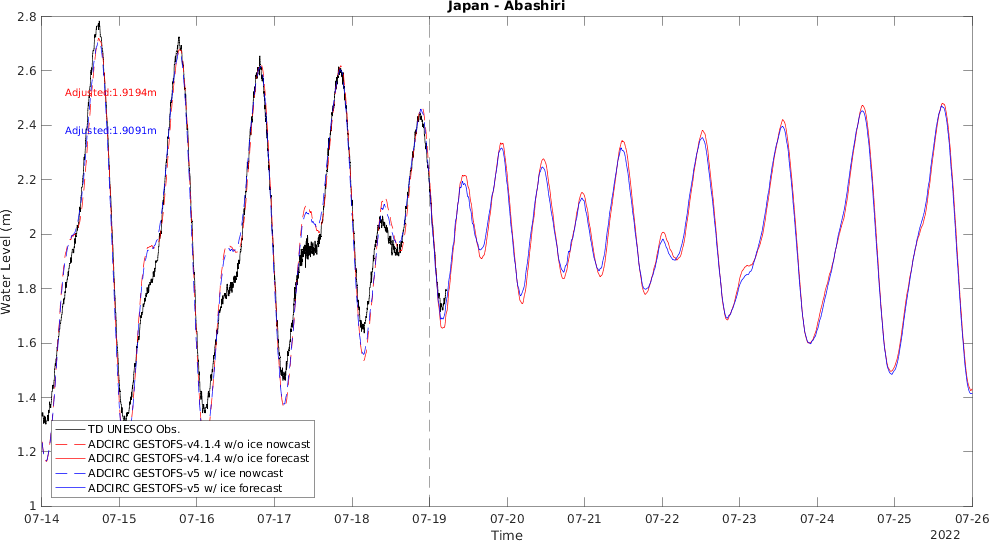 Japan - Abashiri
2.8
2.6
2.4
2.2
2
1.8
1.6
1.4
1.2
1
Water Level (m)
Adjusted:1.9194m
Adjusted:1.9091m
TD UNESCO Obs.
ADCIRC GESTOFS-v4.1.4 w/o ice nowcast
ADCIRC GESTOFS-v4.1.4 w/o ice forecast
ADCIRC GESTOFS-v5 w/ ice nowcast
ADCIRC GESTOFS-v5 w/ ice forecast
07-14 07-15 07-16 07-17 07-18 07-19 07-20 07-21 07-22 07-23 07-24 07-25 07-26
Time
2022